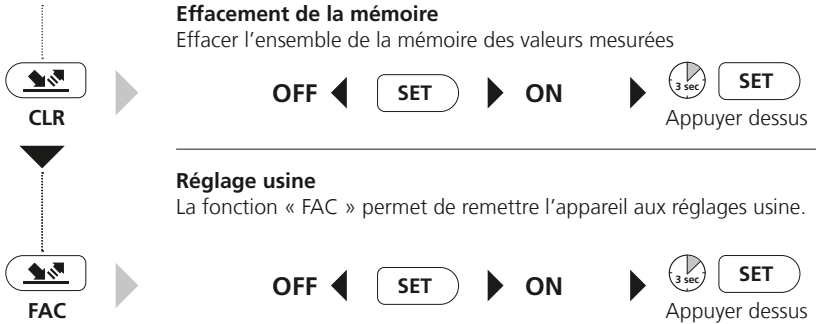 Effacement de la mémoire
Effacer l'ensemble de la mémoire des valeurs mesurées
OFF SET ON 3 sec SET
CLR
Appuyer dessus
Réglage usine
La fonction « FAC » permet de remettre l'appareil aux réglages usine.
OFF SET ON 3 sec SET
FAC
Appuyer dessus